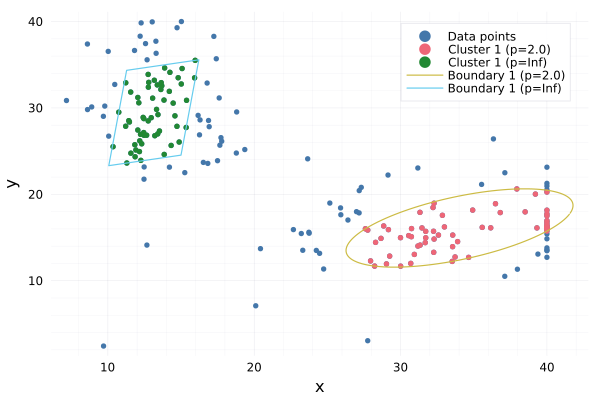 40
30
20
10
y
10
20
30
40
x
Data points
Cluster 1 (p=2.0)
Cluster 1 (p=Inf)
Boundary 1 (p=2.0)
Boundary 1 (p=Inf)